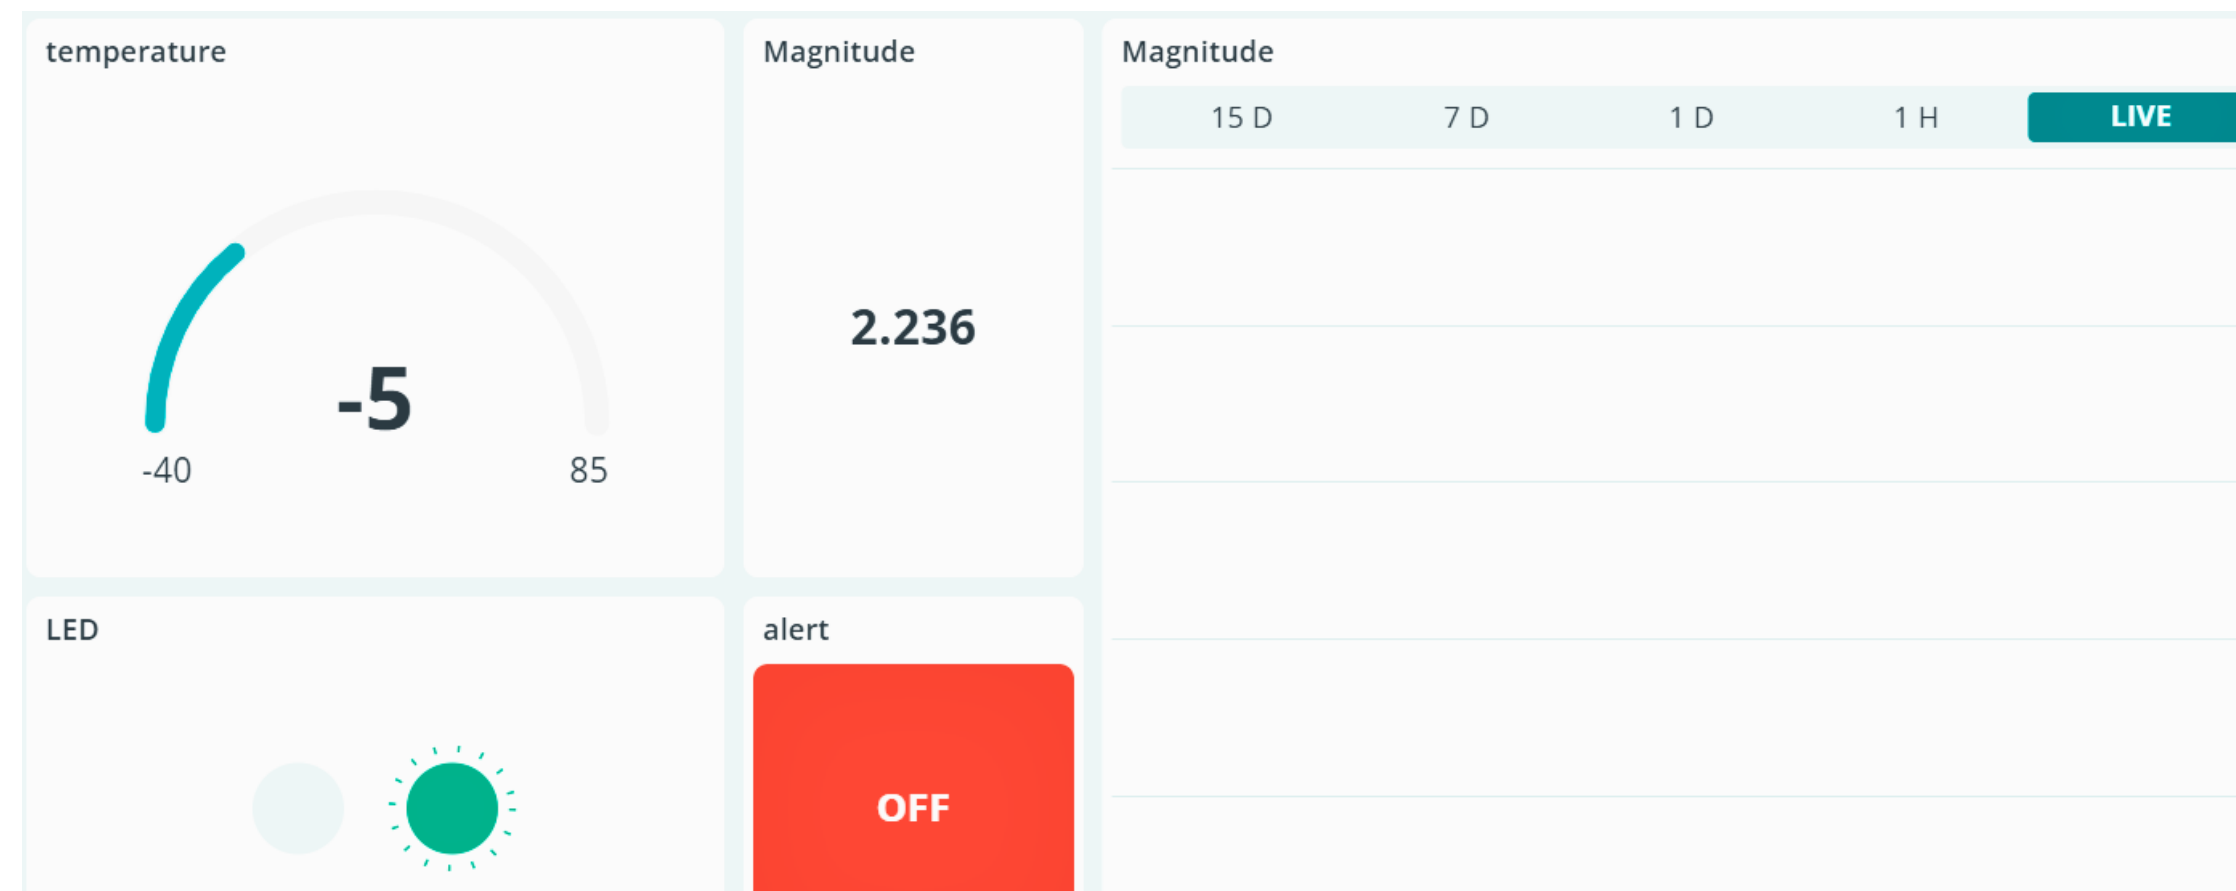 temperature
-5
-40
85
Magnitude
2.236
Magnitude
15 D
7 D
1 D
1 H
LIVE
LED
alert
OFF